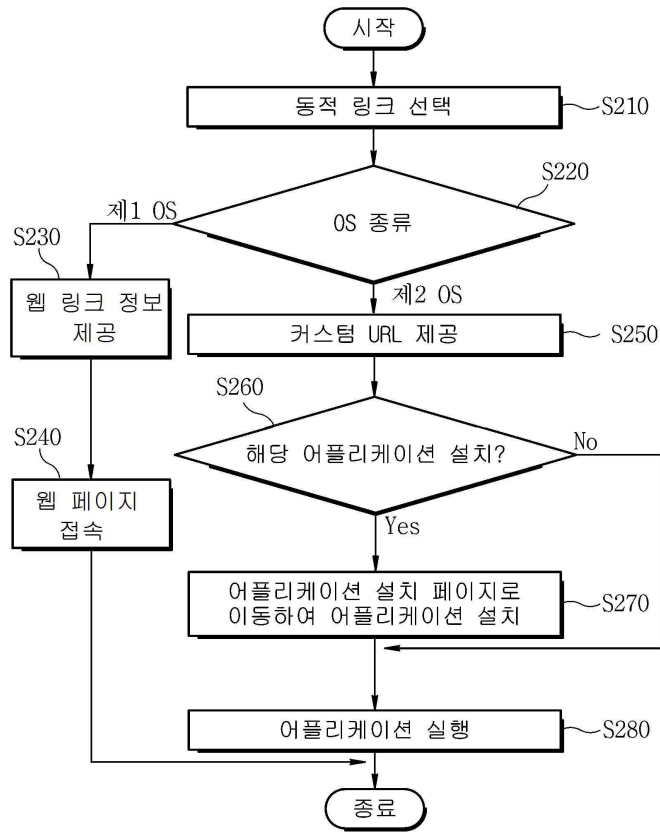 시작
동적 링크 선택
S210
S220
OS 종류
제1 OS
제2 OS
S230
웹 링크 정보
제공
커스텀 URL 제공
S250
S260
해당 어플리케이션 설치?
No
Yes
S240
웹 페이지
접속
어플리케이션 설치 페이지로
이동하여 어플리케이션 설치
S270
어플리케이션 실행
S280
종료